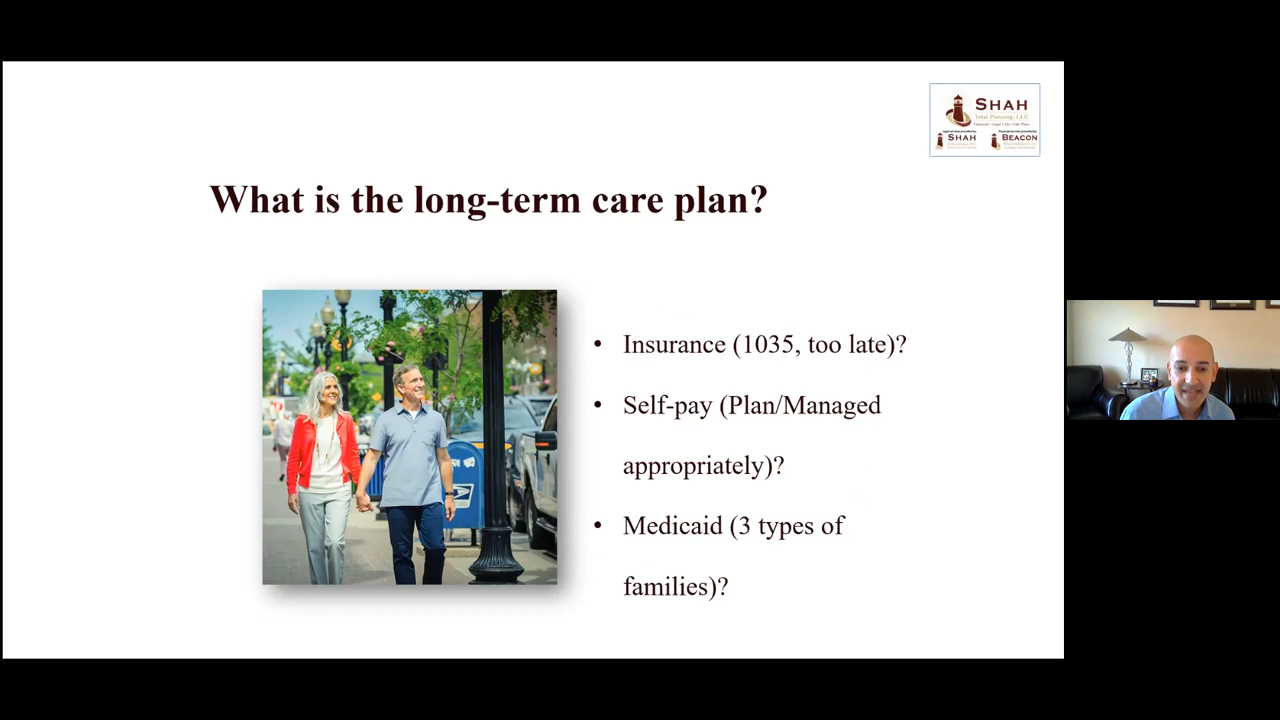 SHAH
Total Planning, LLC
SHAH
BEACON
What is the long-term care plan?
• Insurance (1035, too late)?
• Self-pay (Plan/Managed
appropriately)?
• Medicaid (3 types of
families)?